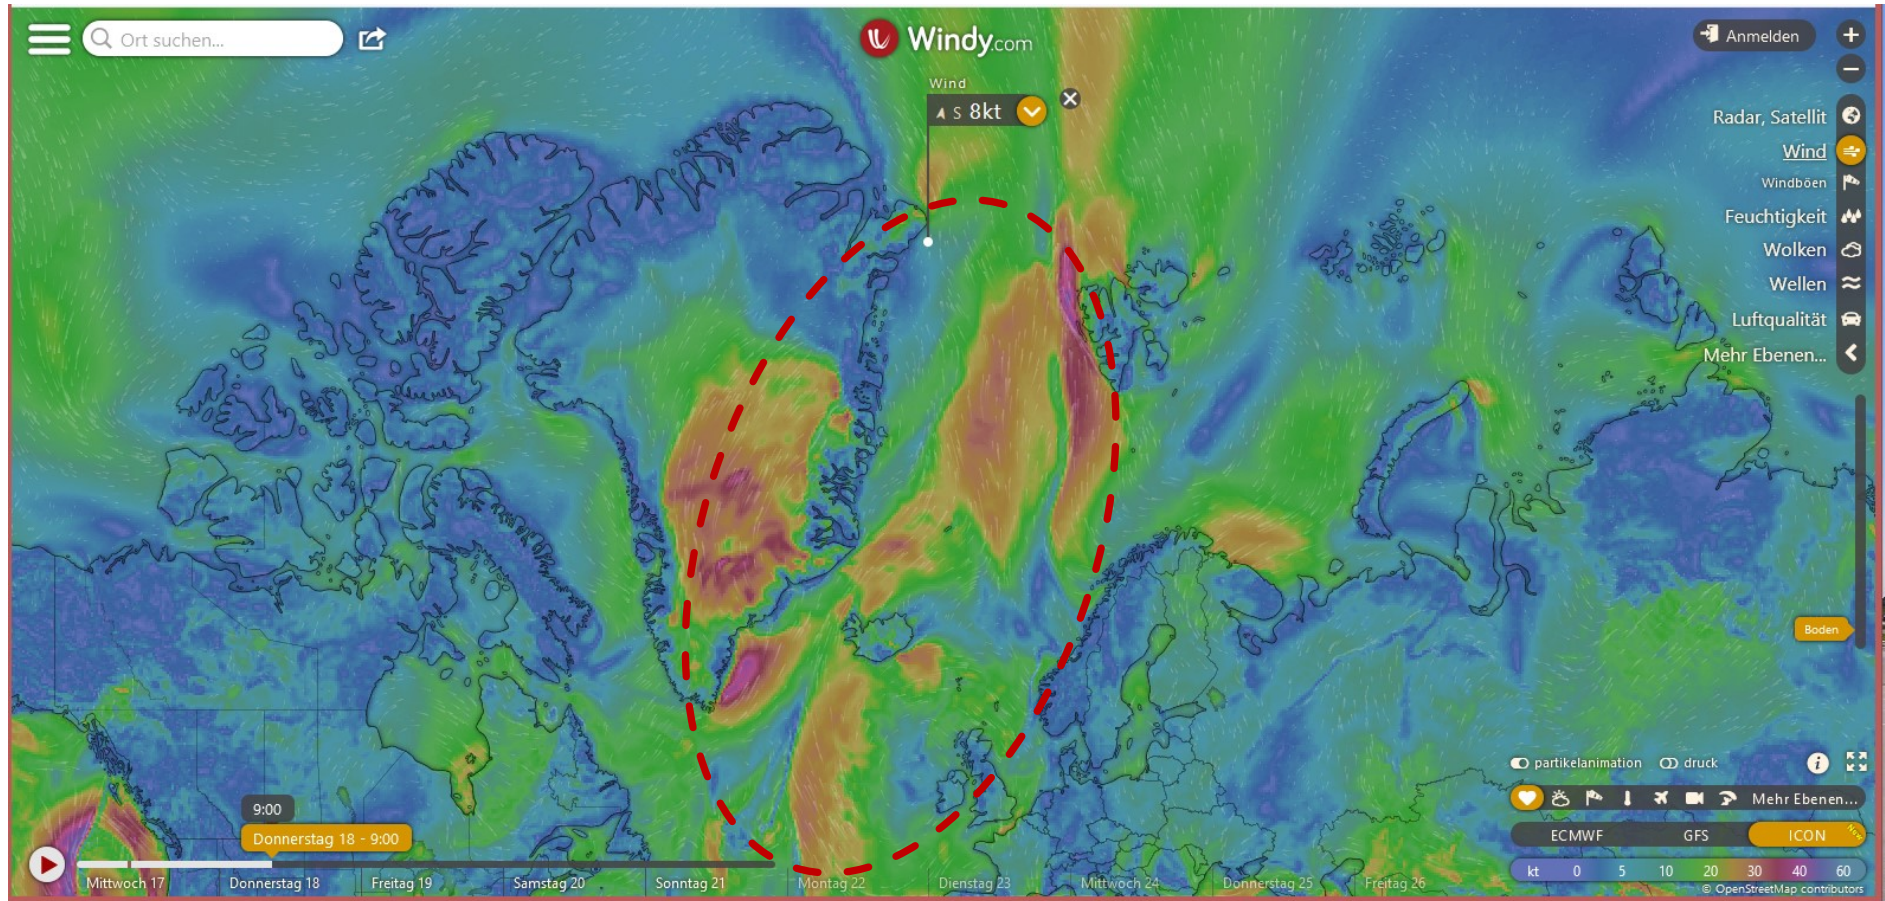 Ort suchen...
Windy.com
Anmelden
+
−
Wind
S 8kt
Radar, Satellit
Wind
Windböen
Feuchtigkeit
Wolken
Wellen
Luftqualität
Mehr Ebenen...
Boden
partikelanimation druck
i
Mehr Ebenen...
9:00
Donnerstag 18 - 9:00
ECMWF GFS ICON New
kt 0 5 10 20 30 40 60
Mittwoch 17 Donnerstag 18 Freitag 19 Samstag 20 Sonntag 21 Montag 22 Dienstag 23 Mittwoch 24 Donnerstag 25 Freitag 26
© OpenStreetMap contributors